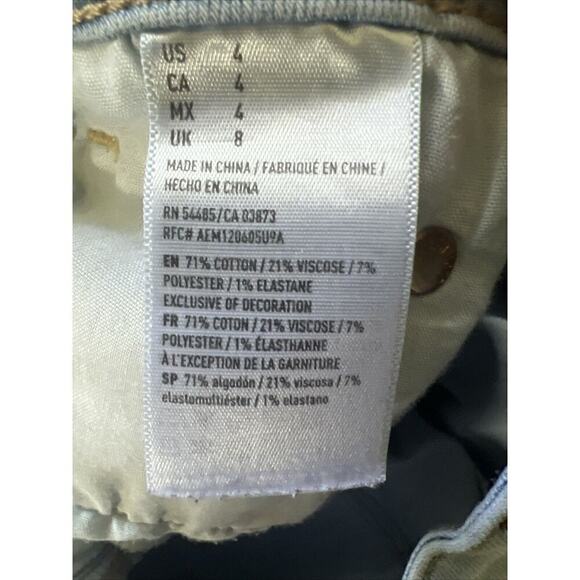 US 4
CA 4
MX 4
UK 8
MADE IN CHINA / FABRIQUÉ EN CHINE /
HECHO EN CHINA
RN 54485/CA 03873
RFC# AEM120605U9A
EN 71% COTTON / 21% VISCOSE / 7%
POLYESTER / 1% ELASTANE
EXCLUSIVE OF DECORATION
FR 71% COTON / 21% VISCOSE / 7%
POLYESTER / 1% ÉLASTHANNE
À L'EXCEPTION DE LA GARNITURE
SP 71% algodón / 21% viscosa / 7%
elastomultiéster / 1% elastano